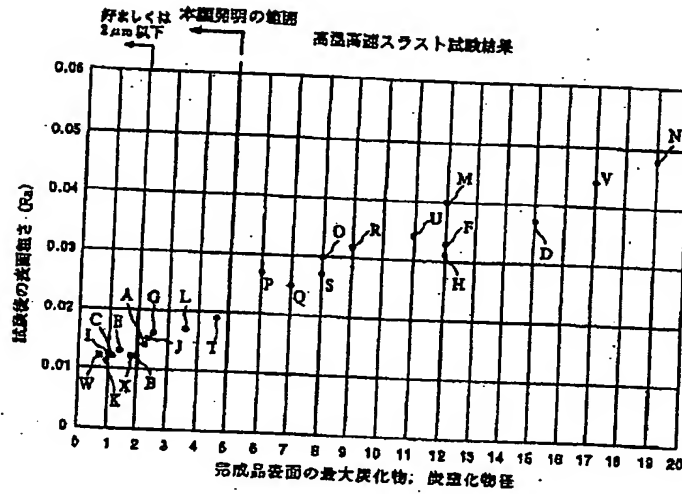 好ましくは
2μm以下
本願発明の範囲
高温高速スラスト試験結果
試験後の表面粗さ (Ra)
0.06
0.05
0.04
0.03
0.02
0.01
0
N
V
M
D
U
F
H
O
R
S
P
Q
A
G
L
C
E
I
J
T
W
K
X
B
0 1 2 3 4 5 6 7 8 9 10 11 12 13 14 15 16 17 18 19 20
完成品表面の最大炭化物; 炭窒化物径